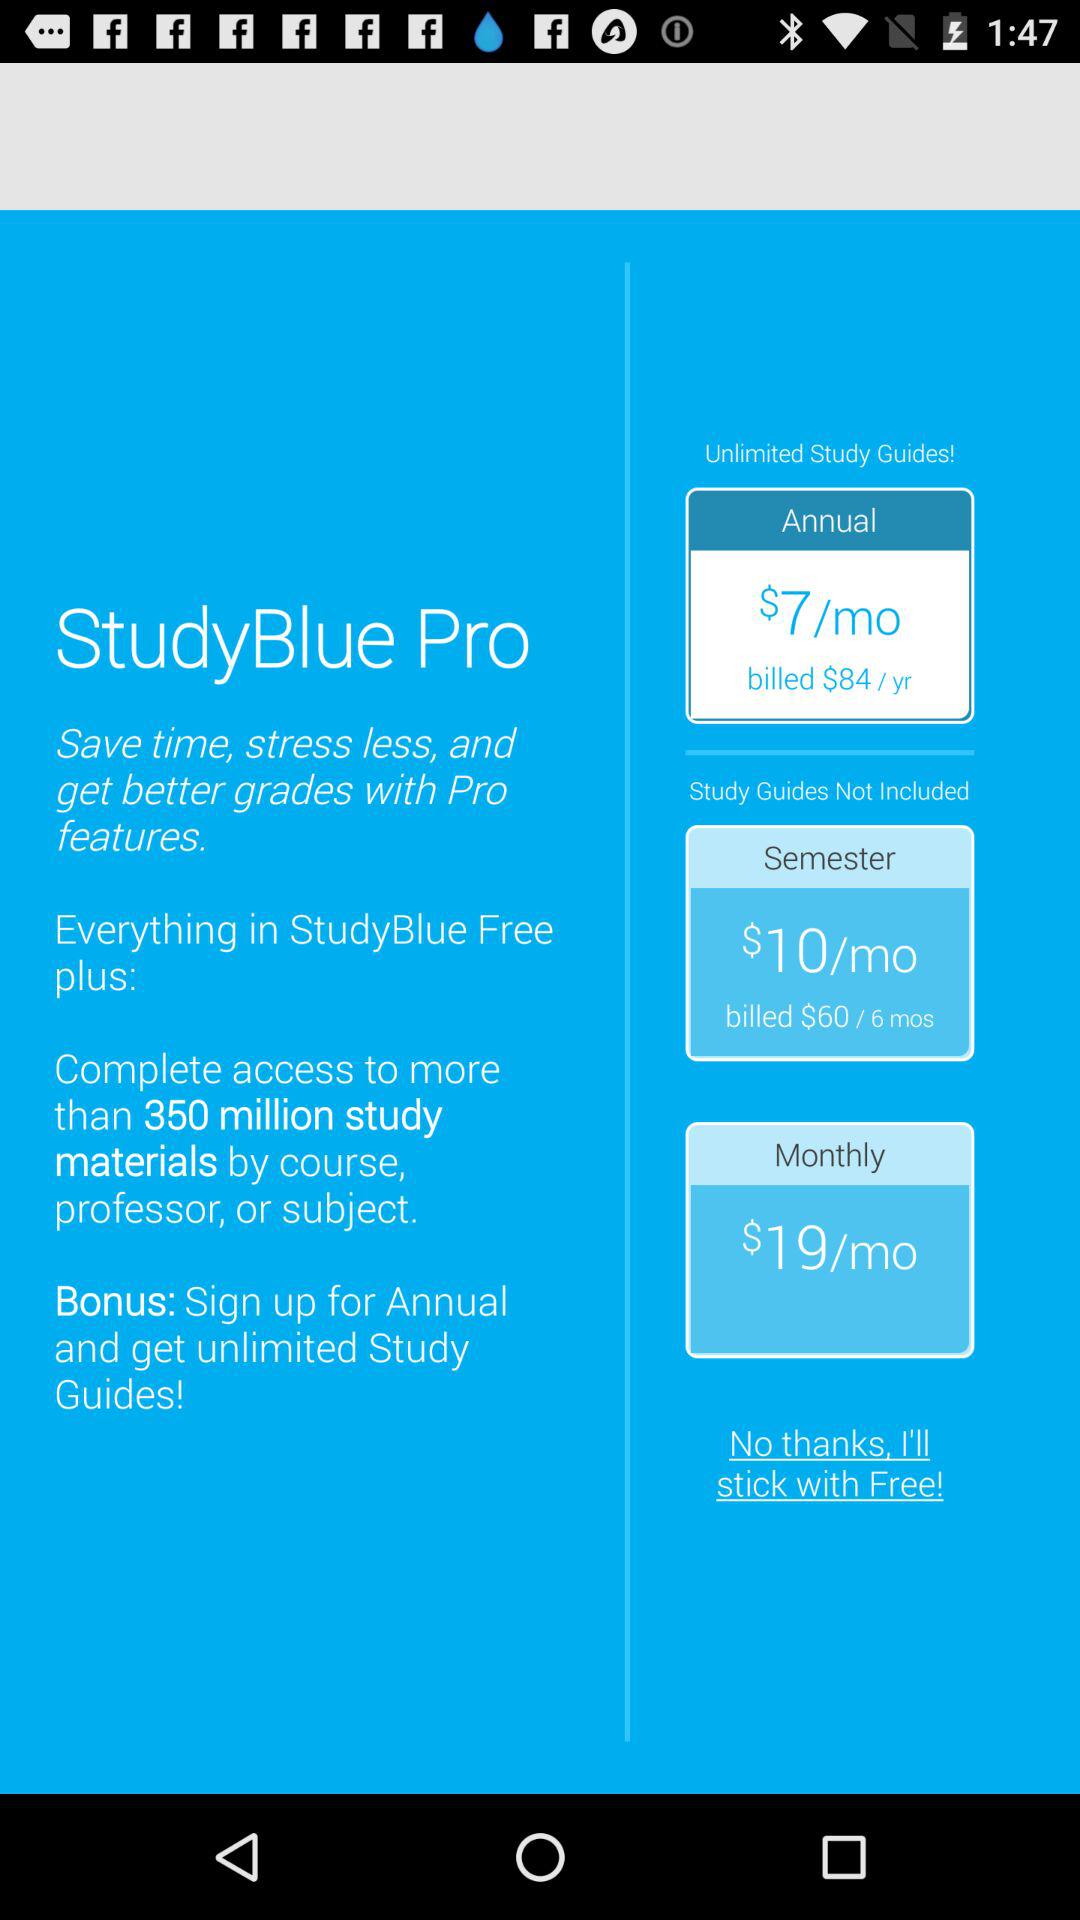 1:47
StudyBlue Pro
Save time, stress less, and
get better grades with Pro
features.
Everything in StudyBlue Free
plus:
Complete access to more
than 350 million study
materials by course,
professor, or subject.
Bonus: Sign up for Annual
and get unlimited Study
Guides!
Unlimited Study Guides!
Annual
$7/mo
billed $84 / yr
Study Guides Not Included
Semester
$10/mo
billed $60 / 6 mos
Monthly
$19/mo
No thanks, I'll
stick with Free!